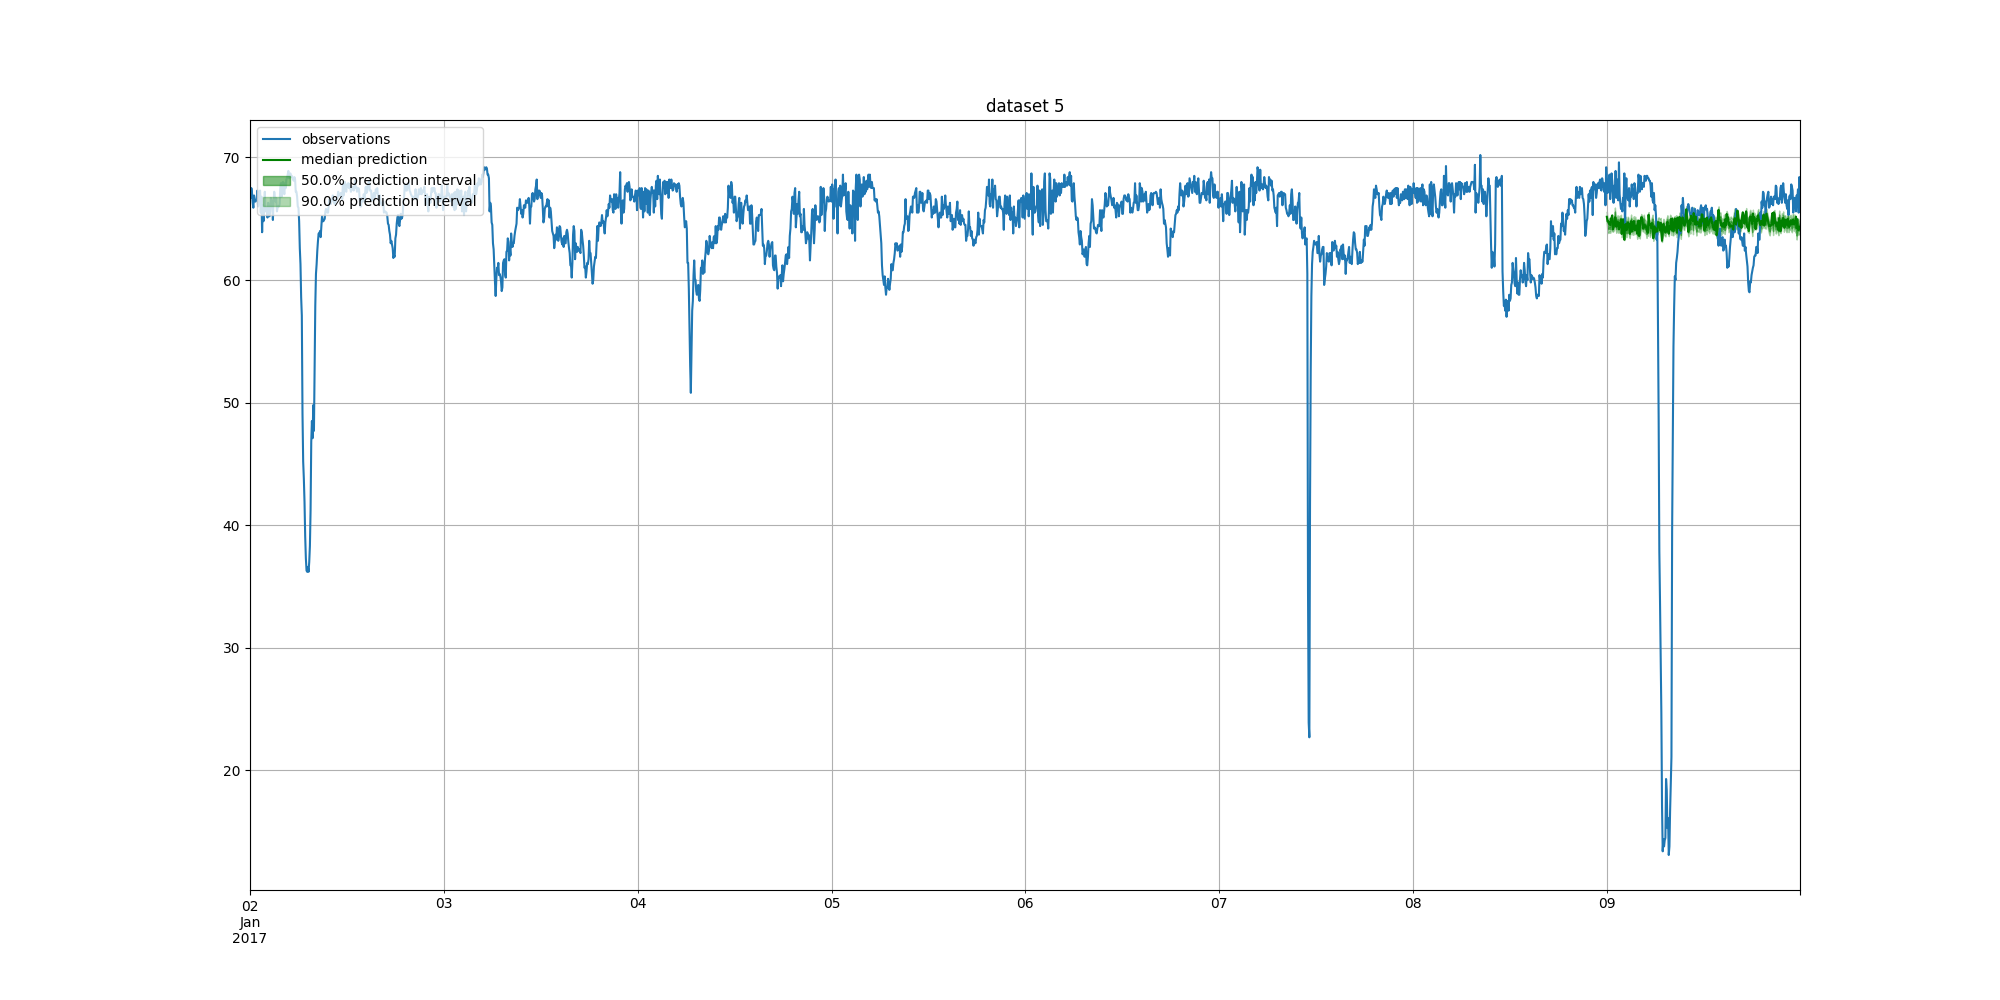 dataset 5
observations
median prediction
50.0% prediction interval
90.0% prediction interval
70
60
50
40
30
20
02 03 04 05 06 07 08 09
Jan
2017